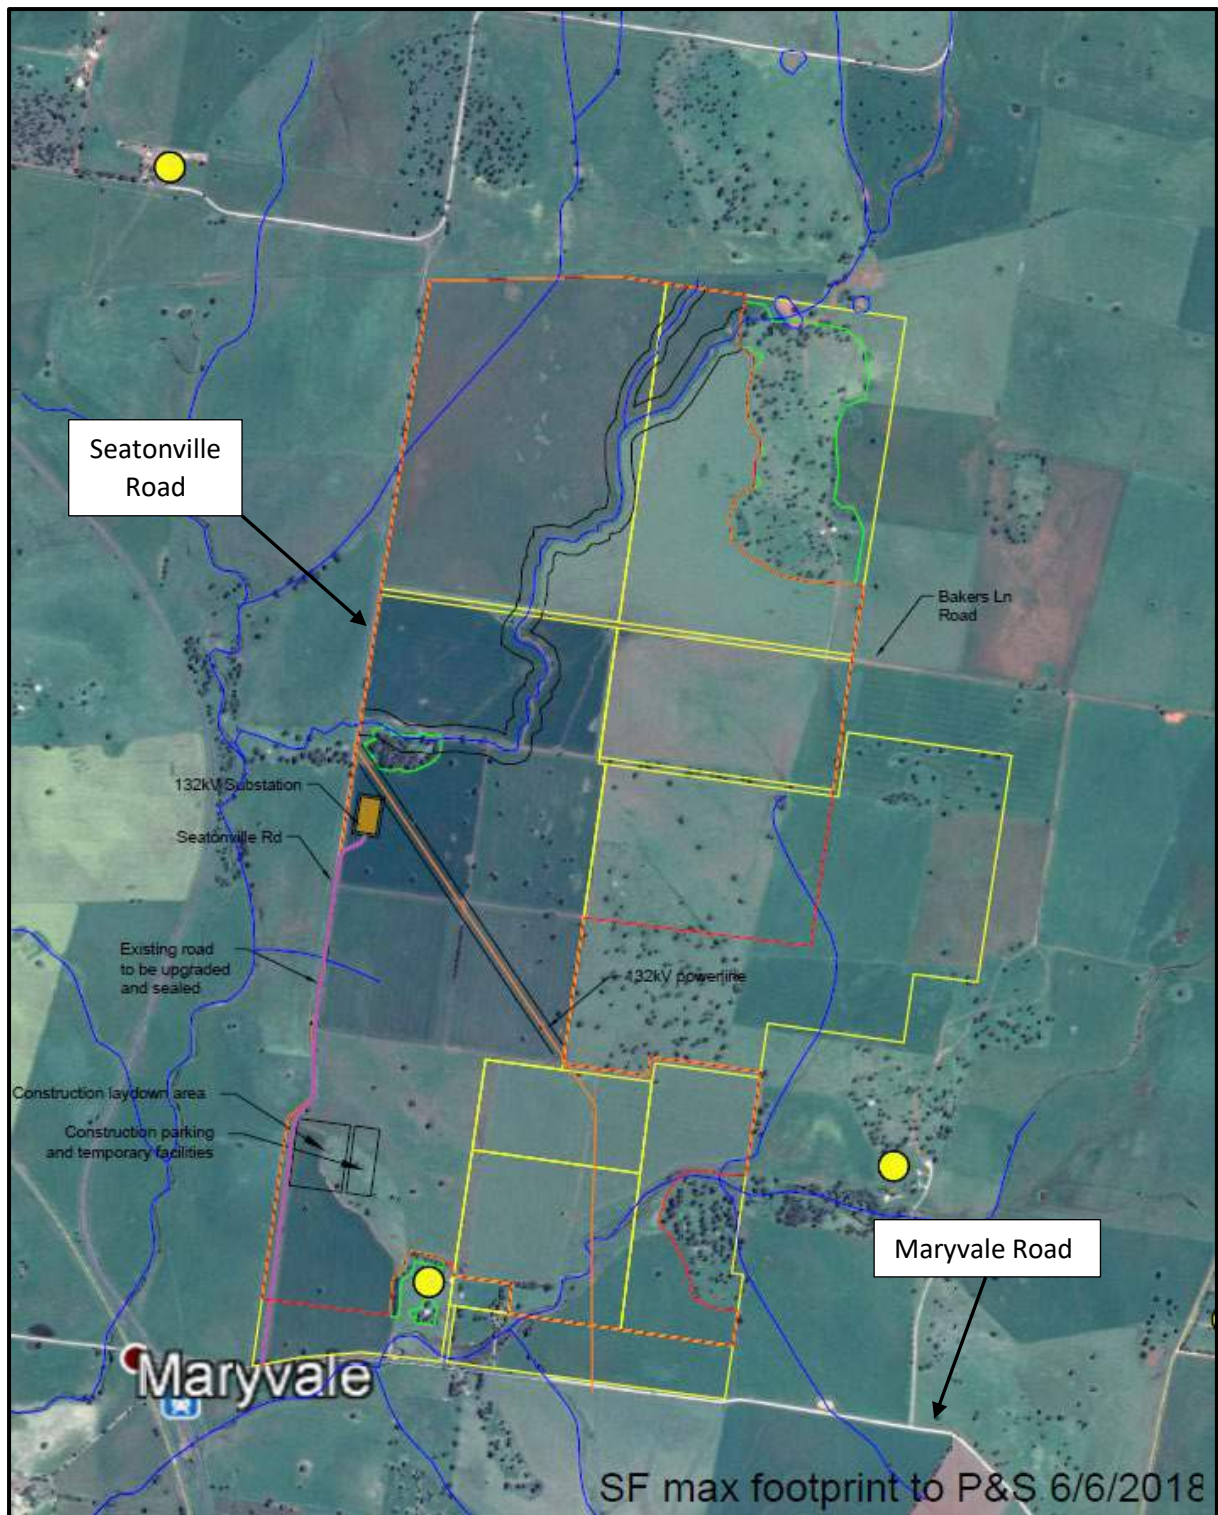 Seatonville
Road
Bakers Ln
Road
132kV Substation
Seatonville Rd
Existing road
to be upgraded
and sealed
132kV powerline
Construction laydown area
Construction parking
and temporary facilities
Maryvale Road
Maryvale
SF max footprint to P&S 6/6/2018